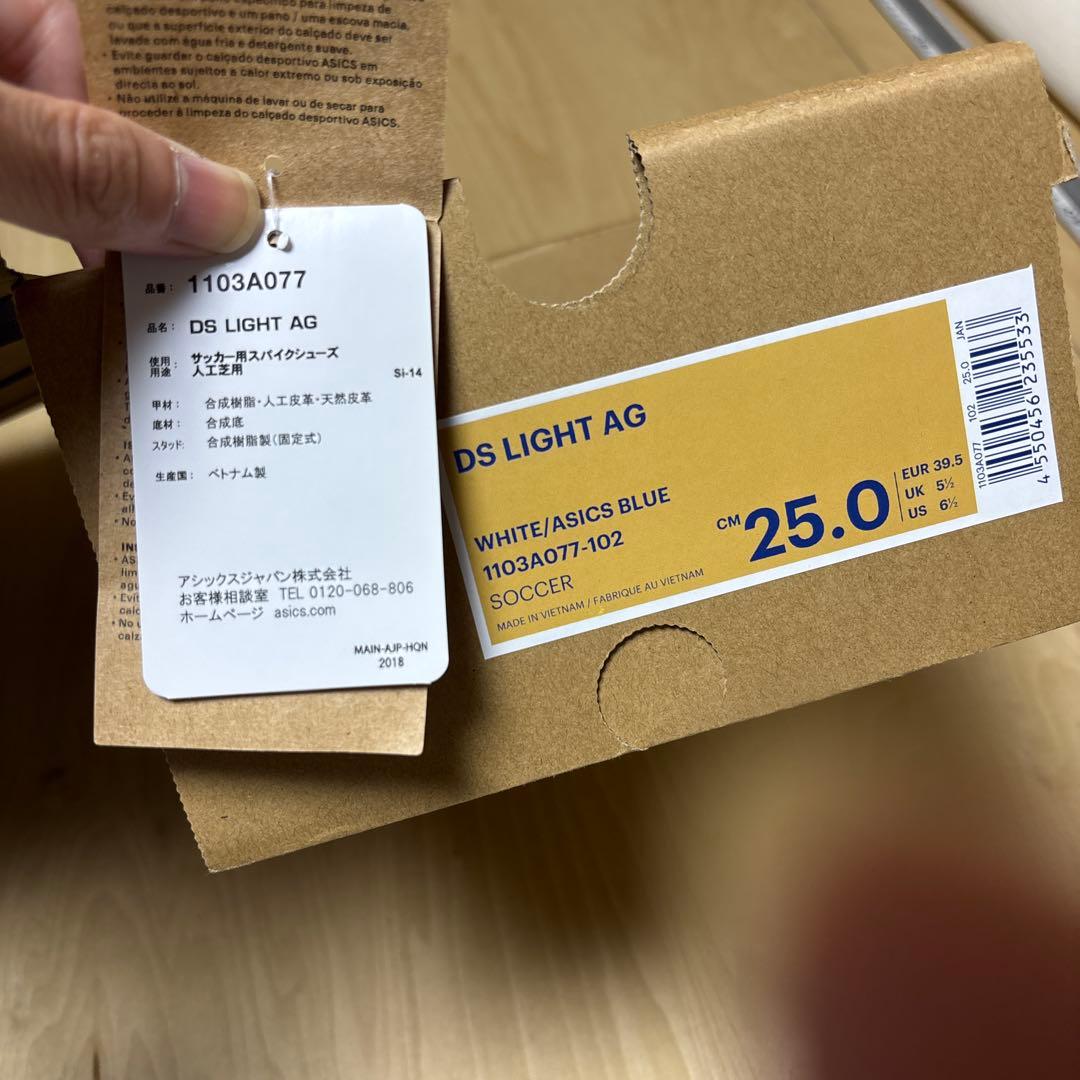 calçado desportivo e um pano / uma escova macia,
ou que a superfície exterior do calçado deve ser
lavada com água fria e detergente suave.
• Evite guardar o calçado desportivo ASICS em
ambientes sujeitos a calor extremo ou sob exposição
directa ao sol.
• Não utilize a máquina de lavar ou de secar para
proceder à limpeza do calçado desportivo ASICS.
品番： 1103A077
品名： DS LIGHT AG
使用用途： サッカー用スパイクシューズ
人工芝用
Si-14
甲材： 合成樹脂・人工皮革・天然皮革
底材： 合成底
スタッド： 合成樹脂製（固定式）
生産国： ベトナム製
アシックスジャパン株式会社
お客様相談室 TEL 0120-068-806
ホームページ asics.com
MAIN-AJP-HQN
2018
DS LIGHT AG
WHITE/ASICS BLUE
1103A077-102
SOCCER
MADE IN VIETNAM / FABRIQUE AU VIETNAM
CM 25.0
EUR 39.5
UK 5½
US 6½
1103A077 102 25.0 JAN
4 550456 235533